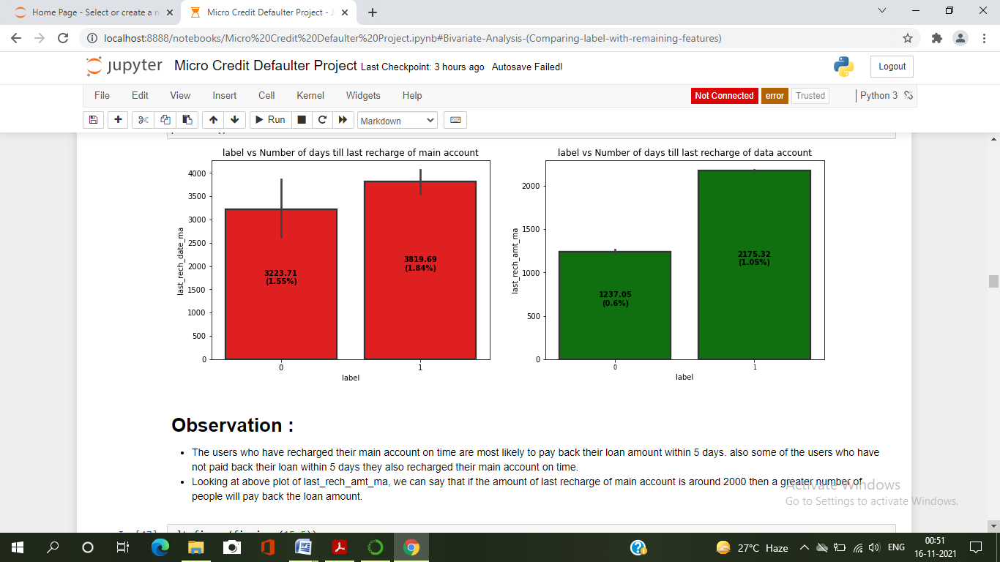 Home Page - Select or create a n
Micro Credit Defaulter Project - J
localhost:8888/notebooks/Micro%20Credit%20Defaulter%20Project.ipynb#Bivariate-Analysis-(Comparing-label-with-remaining-features)
jupyter Micro Credit Defaulter Project Last Checkpoint: 3 hours ago Autosave Failed!
Logout
File Edit View Insert Cell Kernel Widgets Help
Not Connected error Trusted Python 3
Run Markdown
label vs Number of days till last recharge of main account
4000
3500
3000
2500
2000
1500
1000
500
0
last_rech_date_ma
3223.71
(1.55%)
3819.69
(1.84%)
0 1
label
label vs Number of days till last recharge of data account
2000
1500
1000
500
0
last_rech_amt_ma
1237.05
(0.6%)
2175.32
(1.05%)
0 1
label
Observation :
• The users who have recharged their main account on time are most likely to pay back their loan amount within 5 days. also some of the users who have
not paid back their loan within 5 days they also recharged their main account on time.
• Looking at above plot of last_rech_amt_ma, we can say that if the amount of last recharge of main account is around 2000 then a greater number of
people will pay back the loan amount.
Activate Windows
Go to Settings to activate Windows.
27°C Haze
ENG
00:51
16-11-2021